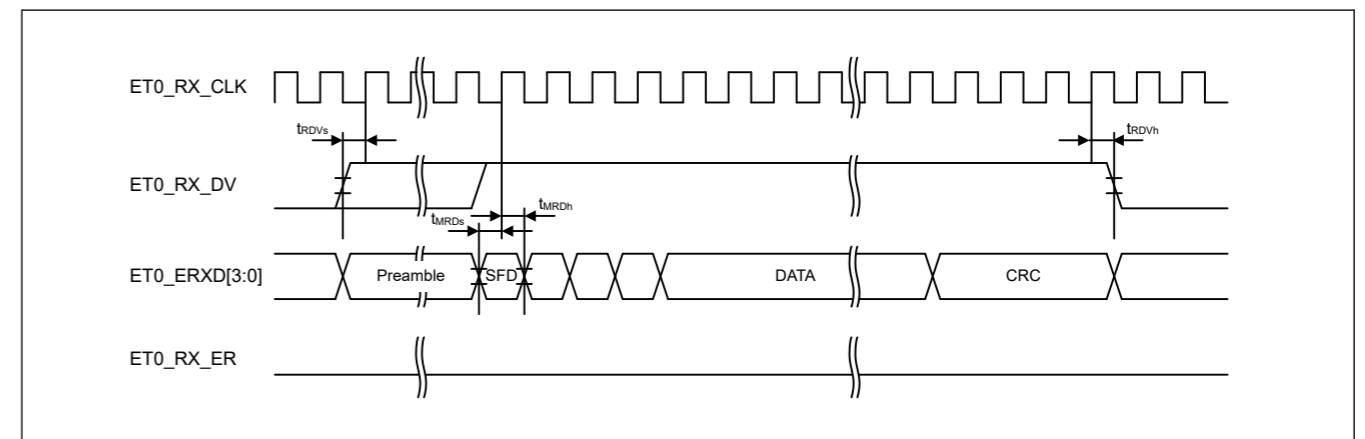 ET0_RX_CLK
tRDVs
tRDVh
ET0_RX_DV
tMRDs
tMRDh
ET0_ERXD[3:0]
Preamble
SFD
DATA
CRC
ET0_RX_ER